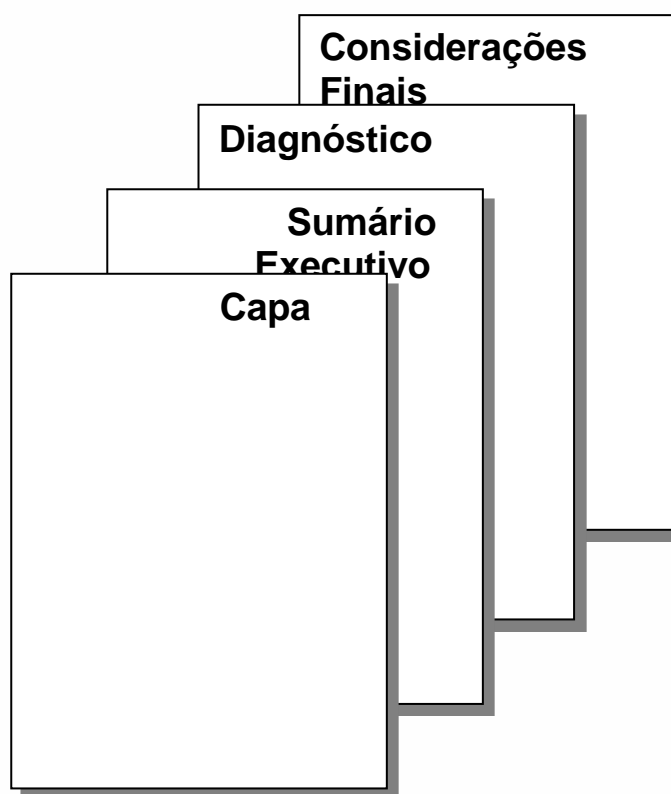 Considerações
Finais
Diagnóstico
Sumário
Executivo
Capa